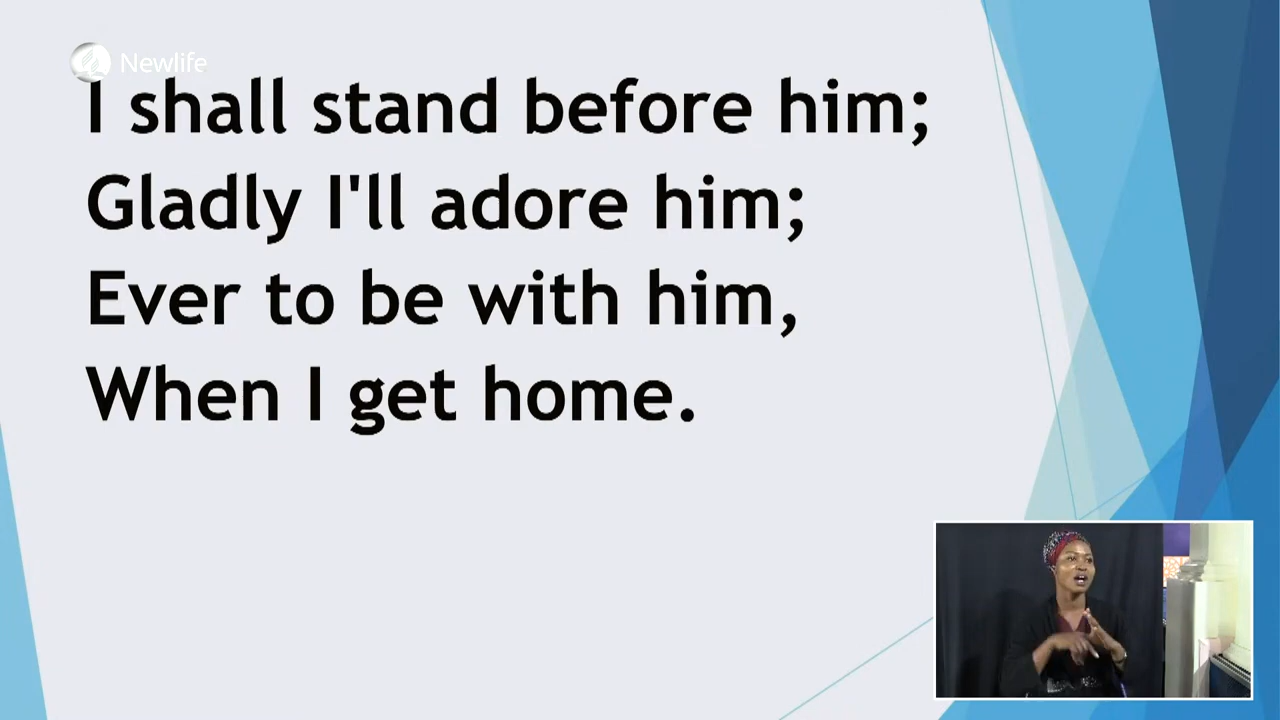 Newlife
I shall stand before him;
Gladly I'll adore him;
Ever to be with him,
When I get home.